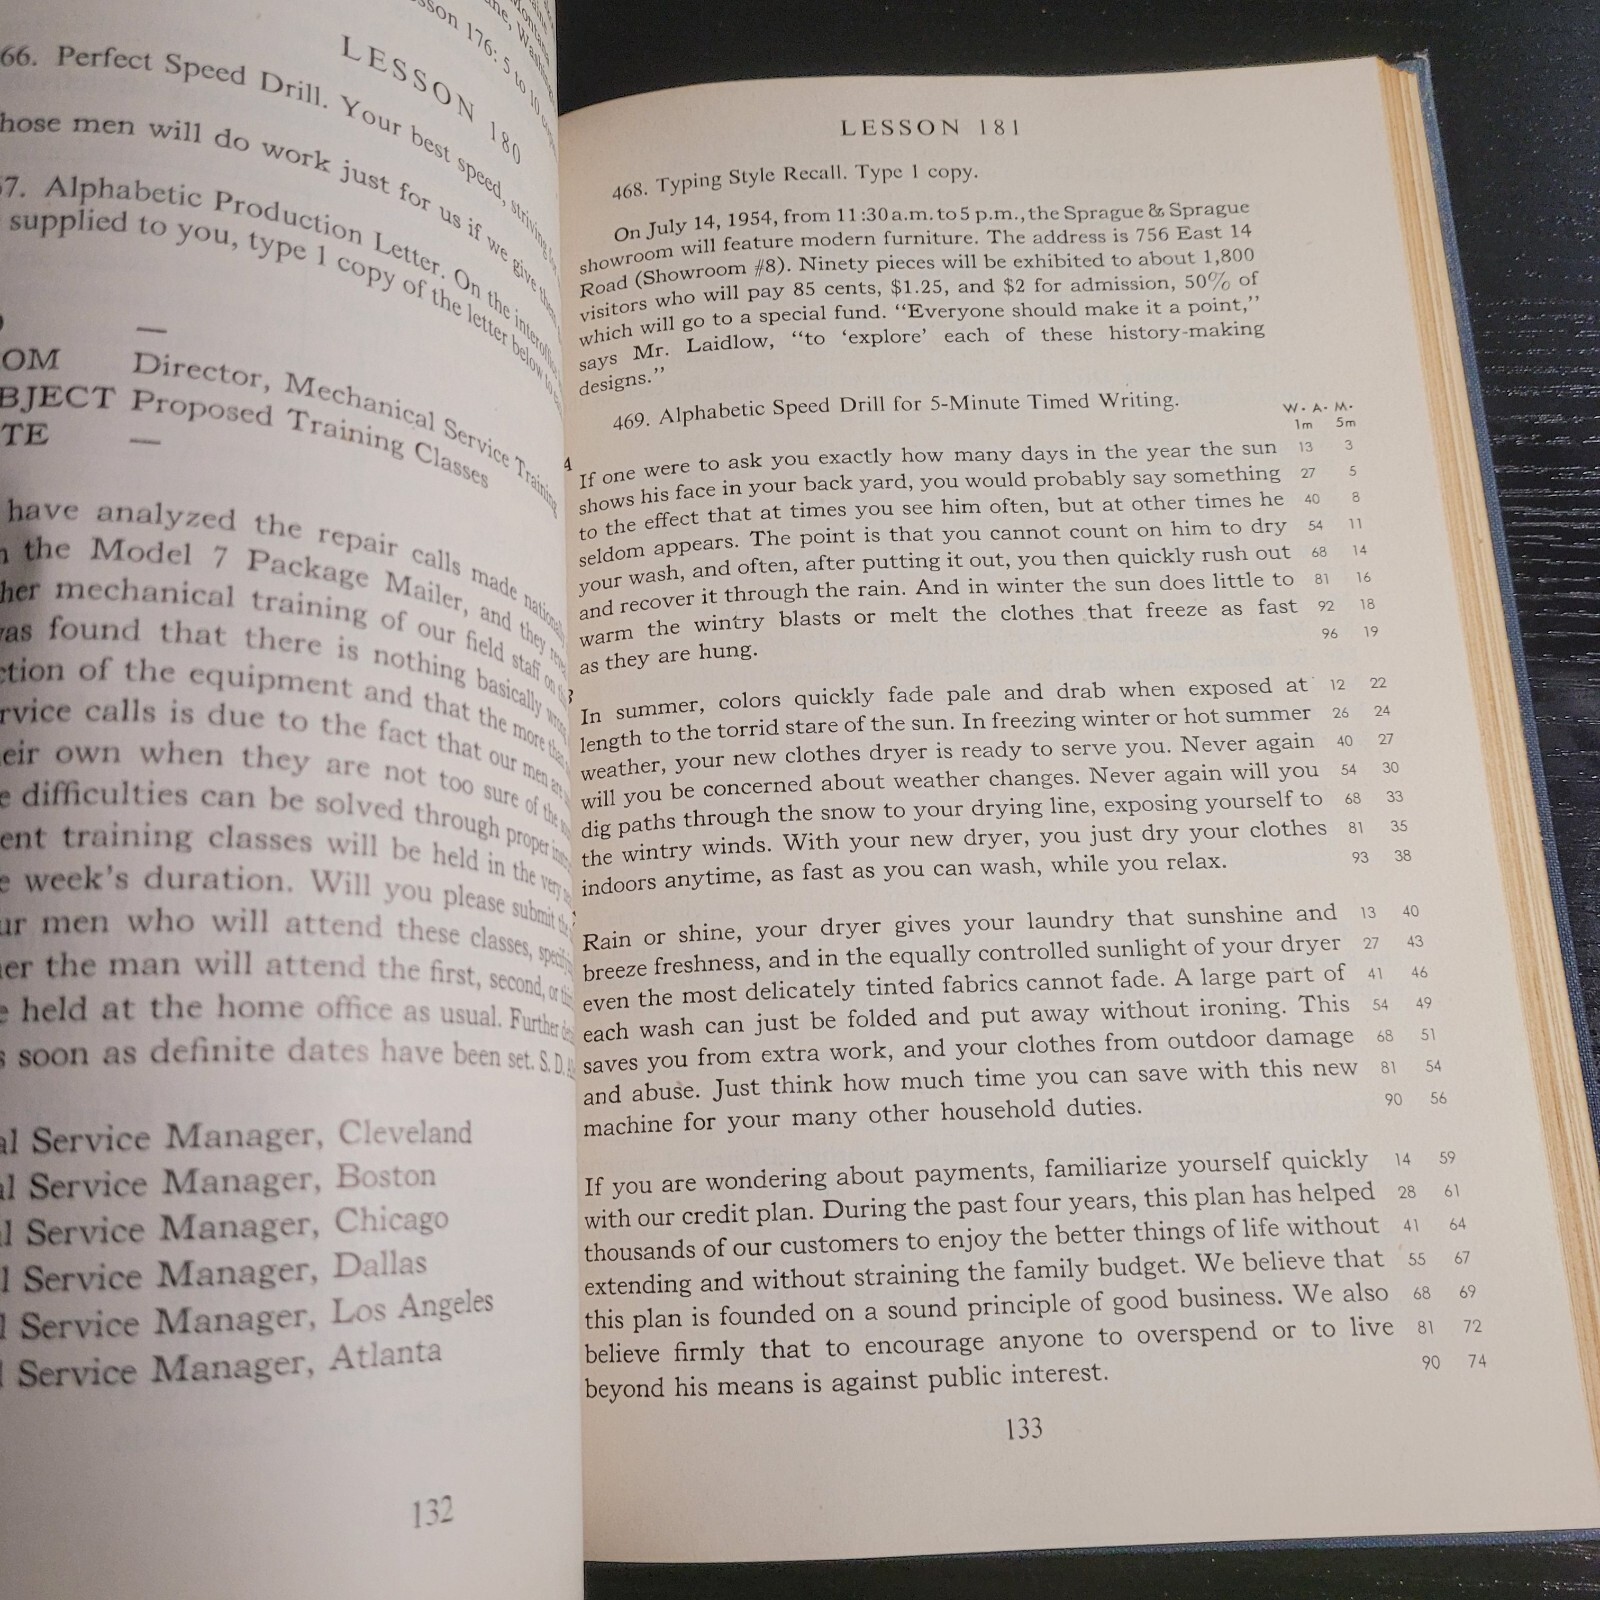 sson 176: 5 to 10
LESSON 180
66. Perfect Speed Drill. Your best speed, striving for
hose men will do work just for us if we give them
7. Alphabetic Production Letter. On the interoffice
supplied to you, type 1 copy of the letter below to
—
OM Director, Mechanical Service Training
BJECT Proposed Training Classes
TE —
have analyzed the repair calls made nationally
the Model 7 Package Mailer, and they
her mechanical training of our field staff on
as found that there is nothing basically wrong
ction of the equipment and that the more than
rvice calls is due to the fact that our men are
eir own when they are not too sure of the
e difficulties can be solved through proper
ent training classes will be held in the very
e week's duration. Will you please submit the
ur men who will attend these classes,
er the man will attend the first, second, or
e held at the home office as usual. Further
s soon as definite dates have been set. S. D.
al Service Manager, Cleveland
al Service Manager, Boston
l Service Manager, Chicago
l Service Manager, Dallas
l Service Manager, Los Angeles
l Service Manager, Atlanta
132
LESSON 181
468. Typing Style Recall. Type 1 copy.
On July 14, 1954, from 11:30 a.m. to 5 p.m., the Sprague & Sprague
showroom will feature modern furniture. The address is 756 East 14
Road (Showroom #8). Ninety pieces will be exhibited to about 1,800
visitors who will pay 85 cents, $1.25, and $2 for admission, 50% of
which will go to a special fund. "Everyone should make it a point,"
says Mr. Laidlow, "to 'explore' each of these history-making
designs."
469. Alphabetic Speed Drill for 5-Minute Timed Writing.
W. A. M.
1m 5m
If one were to ask you exactly how many days in the year the sun 13 3
shows his face in your back yard, you would probably say something 27 5
to the effect that at times you see him often, but at other times he 40 8
seldom appears. The point is that you cannot count on him to dry 54 11
your wash, and often, after putting it out, you then quickly rush out 68 14
and recover it through the rain. And in winter the sun does little to 81 16
warm the wintry blasts or melt the clothes that freeze as fast 92 18
as they are hung. 96 19
In summer, colors quickly fade pale and drab when exposed at 12 22
length to the torrid stare of the sun. In freezing winter or hot summer 26 24
weather, your new clothes dryer is ready to serve you. Never again 40 27
will you be concerned about weather changes. Never again will you 54 30
dig paths through the snow to your drying line, exposing yourself to 68 33
the wintry winds. With your new dryer, you just dry your clothes 81 35
indoors anytime, as fast as you can wash, while you relax. 93 38
Rain or shine, your dryer gives your laundry that sunshine and 13 40
breeze freshness, and in the equally controlled sunlight of your dryer 27 43
even the most delicately tinted fabrics cannot fade. A large part of 41 46
each wash can just be folded and put away without ironing. This 54 49
saves you from extra work, and your clothes from outdoor damage 68 51
and abuse. Just think how much time you can save with this new 81 54
machine for your many other household duties. 90 56
If you are wondering about payments, familiarize yourself quickly 14 59
with our credit plan. During the past four years, this plan has helped 28 61
thousands of our customers to enjoy the better things of life without 41 64
extending and without straining the family budget. We believe that 55 67
this plan is founded on a sound principle of good business. We also 68 69
believe firmly that to encourage anyone to overspend or to live 81 72
beyond his means is against public interest. 90 74
133